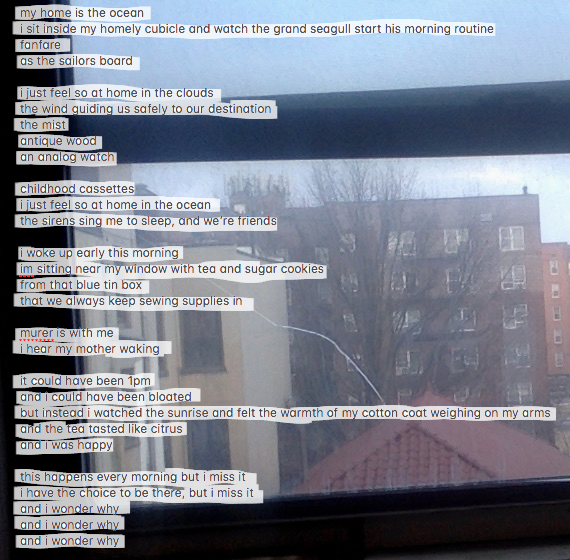 my home is the ocean
i sit inside my homely cubicle and watch the grand seagull start his morning routine
fanfare
as the sailors board
i just feel so at home in the clouds
the wind guiding us safely to our destination
the mist
antique wood
an analog watch
childhood cassettes
i just feel so at home in the ocean
the sirens sing me to sleep, and we're friends
i woke up early this morning
im sitting near my window with tea and sugar cookies
from that blue tin box
that we always keep sewing supplies in
murer is with me
i hear my mother waking
it could have been 1pm
and i could have been bloated
but instead i watched the sunrise and felt the warmth of my cotton coat weighing on my arms
and the tea tasted like citrus
and i was happy
this happens every morning but i miss it
i have the choice to be there, but i miss it
and i wonder why
and i wonder why
and i wonder why